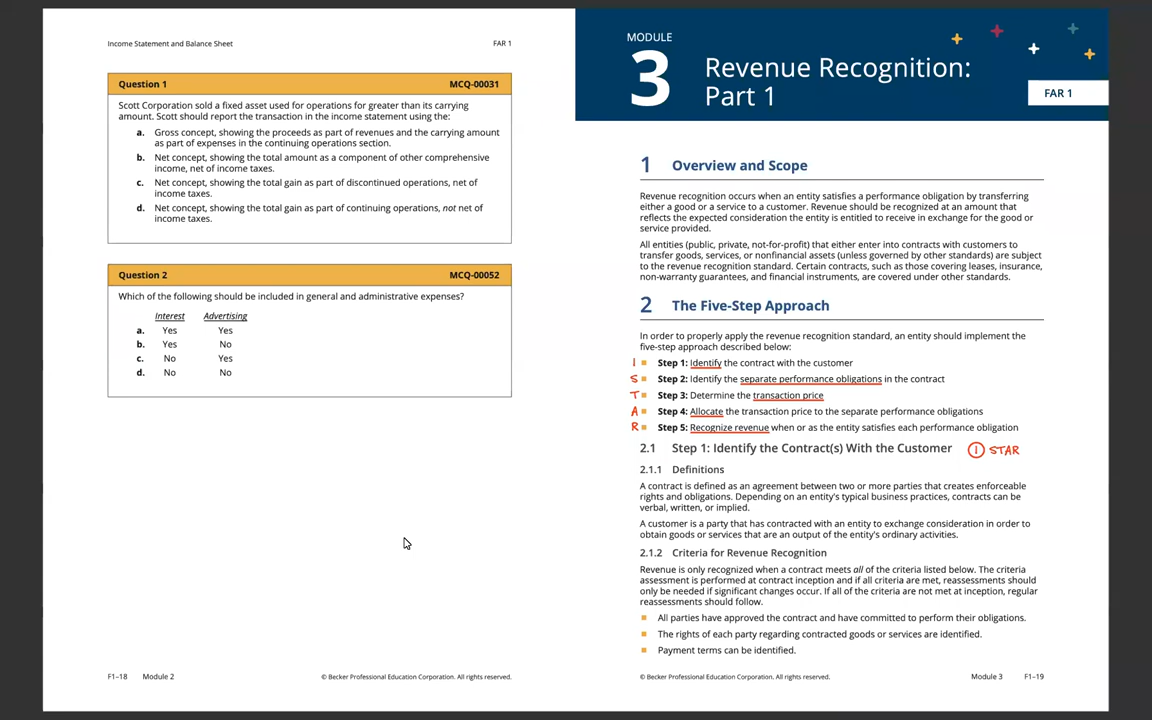 Income Statement and Balance Sheet
FAR 1
Question 1
MCQ-00031
Scott Corporation sold a fixed asset used for operations for greater than its carrying
amount. Scott should report the transaction in the income statement using the:
a. Gross concept, showing the proceeds as part of revenues and the carrying amount
as part of expenses in the continuing operations section.
b. Net concept, showing the total amount as a component of other comprehensive
income, net of income taxes.
c. Net concept, showing the total gain as part of discontinued operations, net of
income taxes.
d. Net concept, showing the total gain as part of continuing operations, not net of
income taxes.
Question 2
MCQ-00052
Which of the following should be included in general and administrative expenses?
Interest Advertising
a. Yes Yes
b. Yes No
c. No Yes
d. No No
F1–18 Module 2
© Becker Professional Education Corporation. All rights reserved.
MODULE
3
Revenue Recognition:
Part 1
FAR 1
1 Overview and Scope
Revenue recognition occurs when an entity satisfies a performance obligation by transferring
either a good or a service to a customer. Revenue should be recognized at an amount that
reflects the expected consideration the entity is entitled to receive in exchange for the good or
service provided.
All entities (public, private, not-for-profit) that either enter into contracts with customers to
transfer goods, services, or nonfinancial assets (unless governed by other standards) are subject
to the revenue recognition standard. Certain contracts, such as those covering leases, insurance,
non-warranty guarantees, and financial instruments, are covered under other standards.
2 The Five-Step Approach
In order to properly apply the revenue recognition standard, an entity should implement the
five-step approach described below:
I ■ Step 1: Identify the contract with the customer
S ■ Step 2: Identify the separate performance obligations in the contract
T ■ Step 3: Determine the transaction price
A ■ Step 4: Allocate the transaction price to the separate performance obligations
R ■ Step 5: Recognize revenue when or as the entity satisfies each performance obligation
2.1 Step 1: Identify the Contract(s) With the Customer Ⓘ STAR
2.1.1 Definitions
A contract is defined as an agreement between two or more parties that creates enforceable
rights and obligations. Depending on an entity's typical business practices, contracts can be
verbal, written, or implied.
A customer is a party that has contracted with an entity to exchange consideration in order to
obtain goods or services that are an output of the entity's ordinary activities.
2.1.2 Criteria for Revenue Recognition
Revenue is only recognized when a contract meets all of the criteria listed below. The criteria
assessment is performed at contract inception and if all criteria are met, reassessments should
only be needed if significant changes occur. If all of the criteria are not met at inception, regular
reassessments should follow.
■ All parties have approved the contract and have committed to perform their obligations.
■ The rights of each party regarding contracted goods or services are identified.
■ Payment terms can be identified.
© Becker Professional Education Corporation. All rights reserved.
Module 3 F1–19